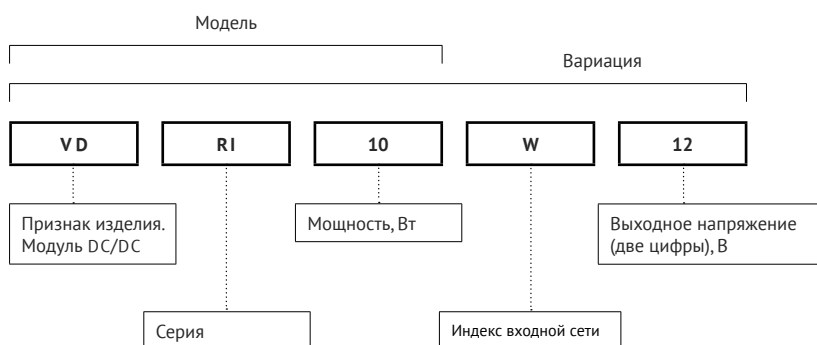 Модель
Вариация
VD RI 10 W 12
Признак изделия.
Модуль DC/DC
Мощность, Вт
Выходное напряжение
(две цифры), В
Серия
Индекс входной сети